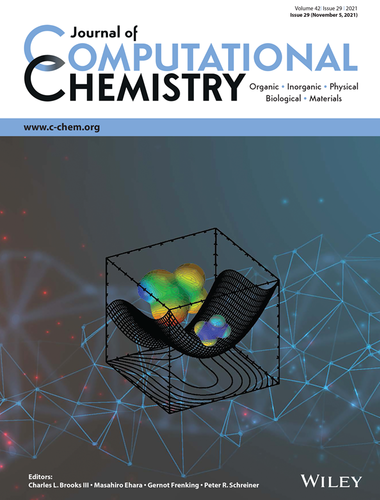 Volume 42 | Issue 29 | 2021
Issue 29 (November 5, 2021)
Journal of
COMPUTATIONAL
CHEMISTRY
Organic • Inorganic • Physical
Biological • Materials
www.c-chem.org
Editors:
Charles L. Brooks III • Masahiro Ehara • Gernot Frenking • Peter R. Schreiner
WILEY